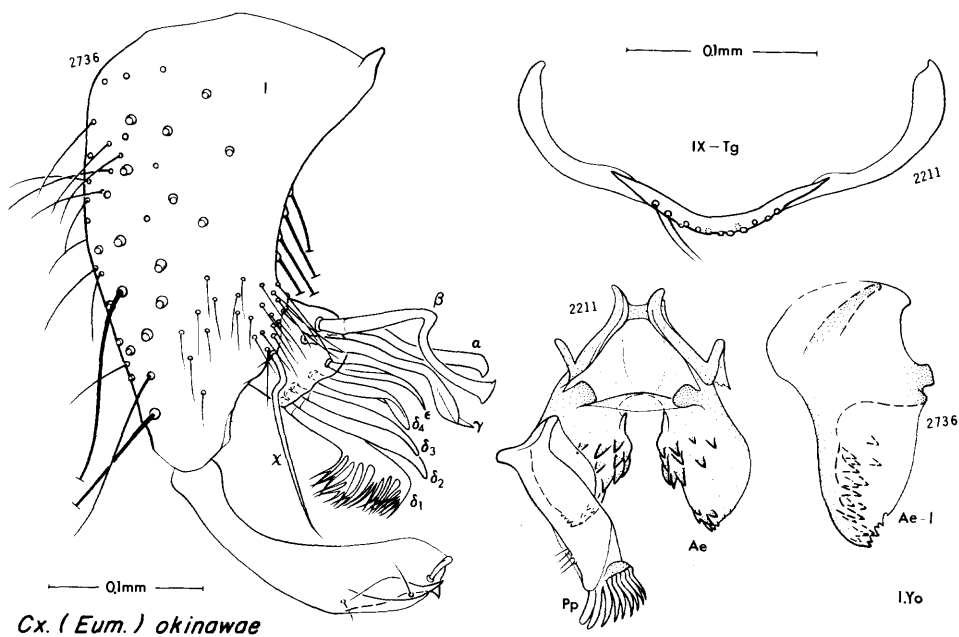 2736
I
0.1mm
IX – Tg
2211
β
α
ε
δ4
γ
δ3
δ2
χ
δ1
2211
2736
Ae
Ae-I
Pp
0.1mm
I.Yo
Cx. (Eum.) okinawae